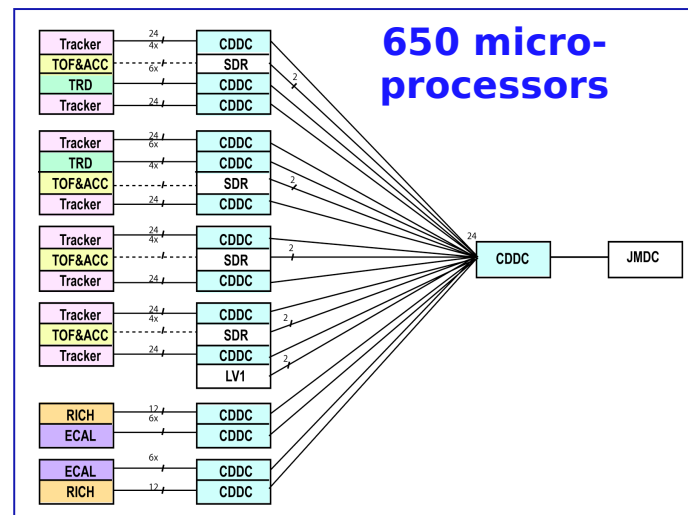 650 micro-
processors
Tracker 24 CDDC
4x
TOF&ACC SDR
6x 2
TRD CDDC
Tracker 24 CDDC
Tracker 24 CDDC
6x
TRD 4x CDDC
TOF&ACC SDR 2
Tracker 24 CDDC
Tracker 24 CDDC 24
4x
TOF&ACC SDR 2 CDDC JMDC
Tracker 24 CDDC
Tracker 24 CDDC
4x
TOF&ACC SDR 2
Tracker 24 CDDC
LV1 2
RICH 12 CDDC
6x
ECAL CDDC
6x
ECAL CDDC
RICH 12 CDDC